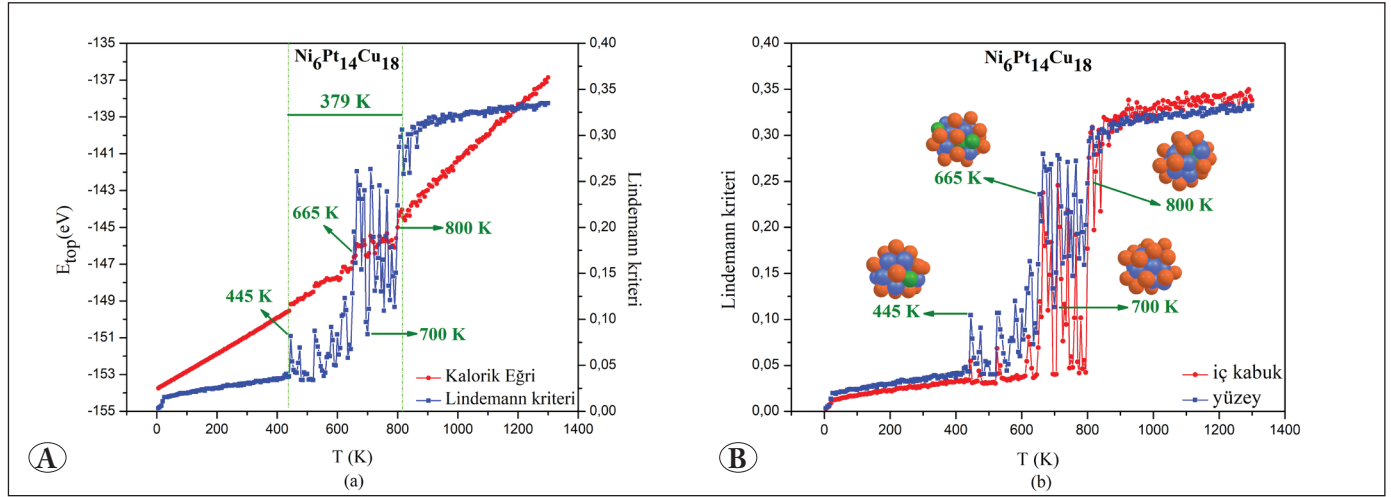 Ni6Pt14Cu18
379 K
665 K
445 K
800 K
700 K
Kalorik Eğri
Lindemann kriteri
-135
-137
-139
-141
-143
-144
-146
-148
-149
-151
-153
-155
0,40
0,35
0,30
0,25
0,20
0,15
0,10
0,05
0,00
0 200 400 600 800 1000 1200 1400
Etop(eV)
Lindemann kriteri
T (K)
(a)
A
Ni6Pt14Cu18
665 K
800 K
445 K
700 K
iç kabuk
yüzey
0,40
0,35
0,30
0,25
0,20
0,15
0,10
0,05
0,00
0 200 400 600 800 1000 1200 1400
Lindemann kriteri
T (K)
(b)
B